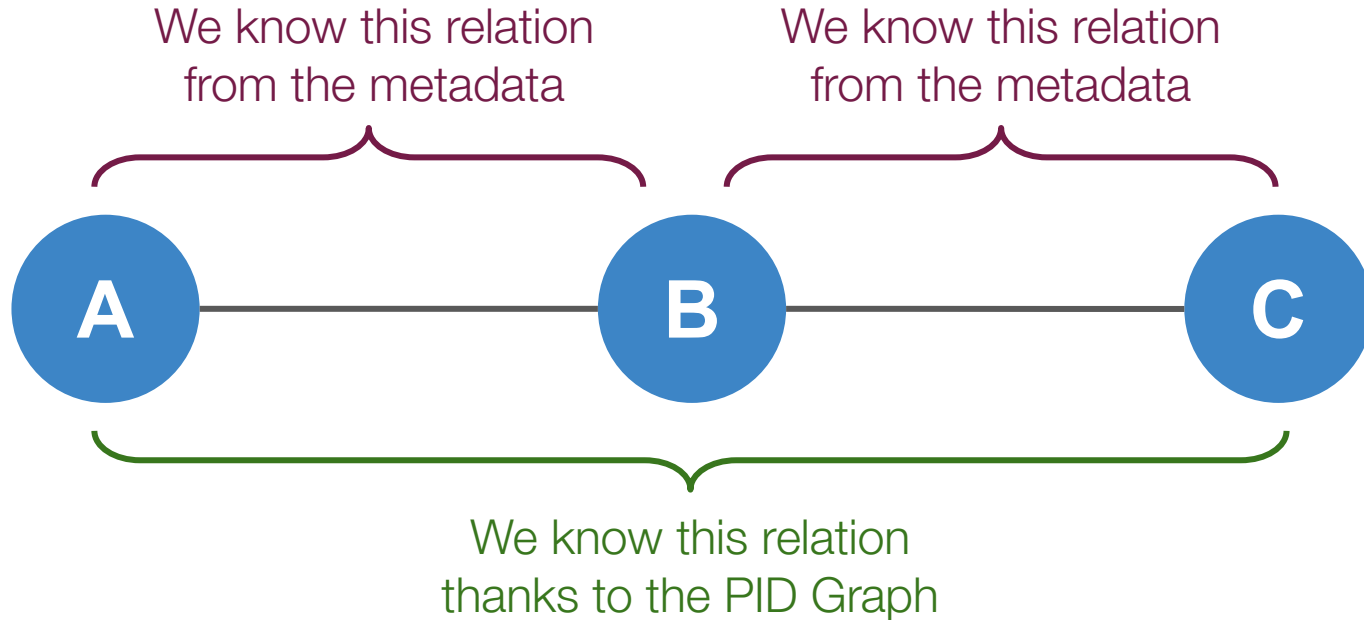 We know this relation
from the metadata
We know this relation
from the metadata
A
B
C
We know this relation
thanks to the PID Graph